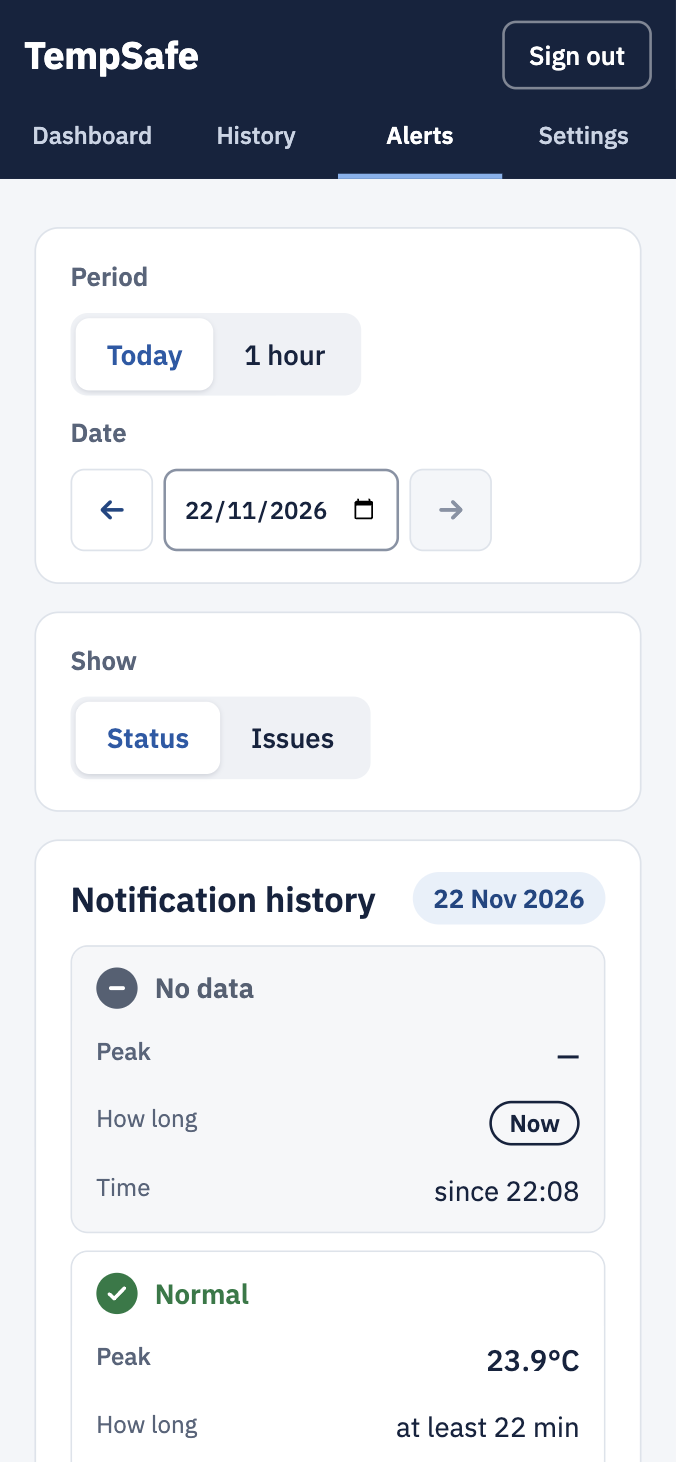 TempSafe
Sign out
Dashboard History Alerts Settings
Period
Today 1 hour
Date
22/11/2026
Show
Status Issues
Notification history 22 Nov 2026
No data
Peak –
How long Now
Time since 22:08
Normal
Peak 23.9°C
How long at least 22 min